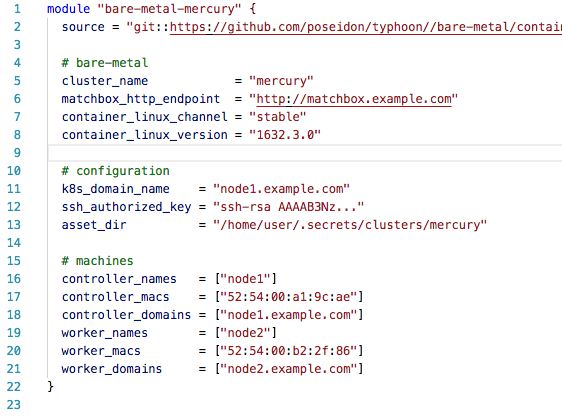 1 module "bare-metal-mercury" {
2 source = "git::https://github.com/poseidon/typhoon//bare-metal/contain
3
4 # bare-metal
5 cluster_name = "mercury"
6 matchbox_http_endpoint = "http://matchbox.example.com"
7 container_linux_channel = "stable"
8 container_linux_version = "1632.3.0"
9
10 # configuration
11 k8s_domain_name = "node1.example.com"
12 ssh_authorized_key = "ssh-rsa AAAAB3Nz..."
13 asset_dir = "/home/user/.secrets/clusters/mercury"
14
15 # machines
16 controller_names = ["node1"]
17 controller_macs = ["52:54:00:a1:9c:ae"]
18 controller_domains = ["node1.example.com"]
19 worker_names = ["node2"]
20 worker_macs = ["52:54:00:b2:2f:86"]
21 worker_domains = ["node2.example.com"]
22 }
23